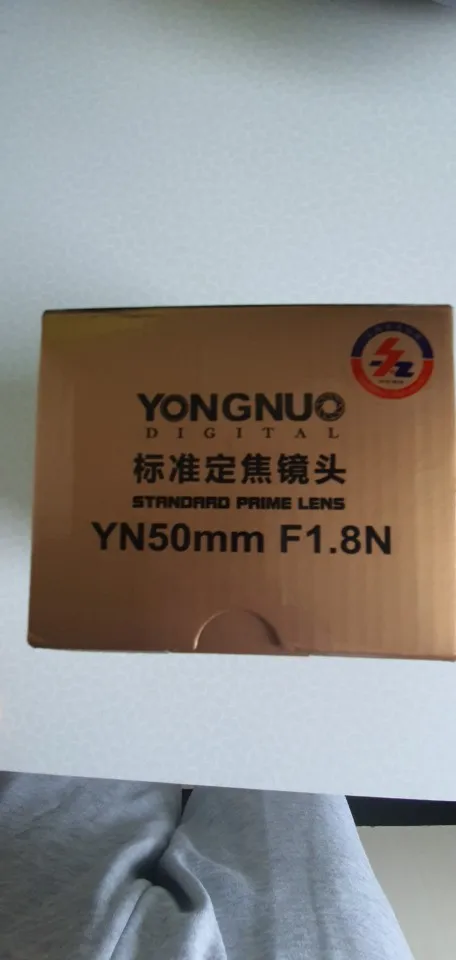 YONGNUO
DIGITAL
标准定焦镜头
STANDARD PRIME LENS
YN50mm F1.8N